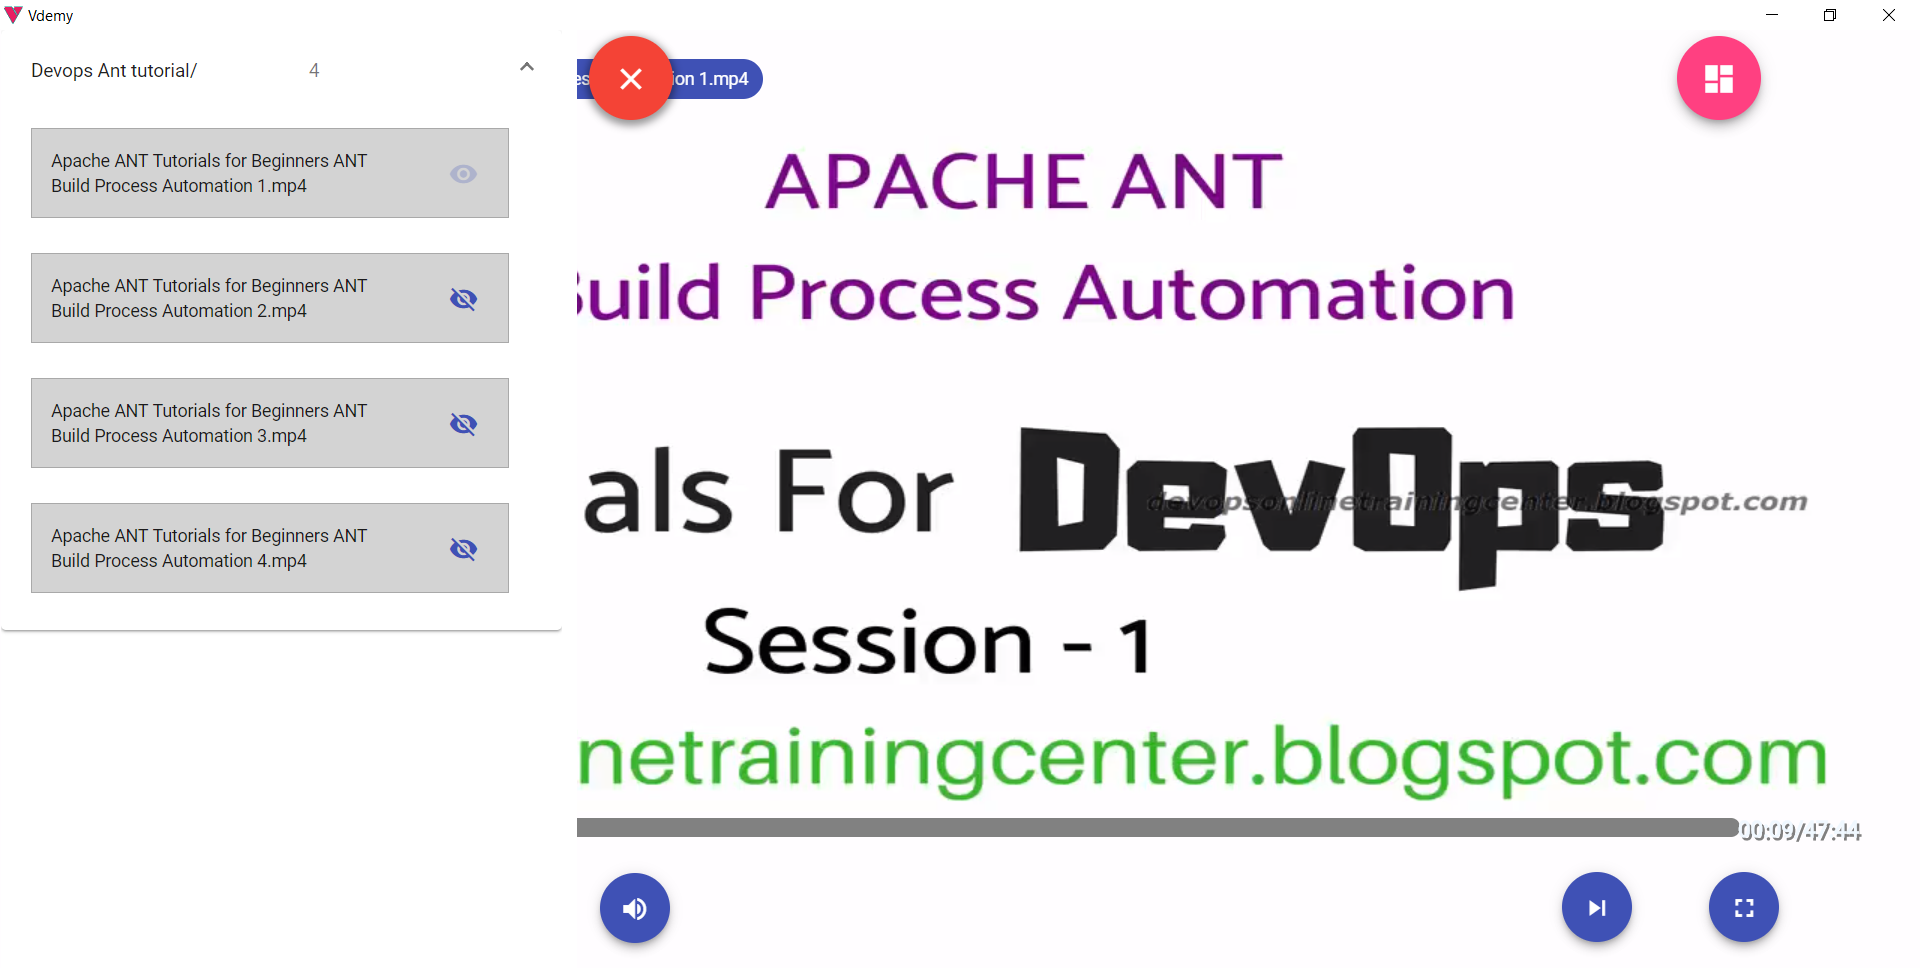 Vdemy
Devops Ant tutorial/ 4
Apache ANT Tutorials for Beginners ANT
Build Process Automation 1.mp4
Apache ANT Tutorials for Beginners ANT
Build Process Automation 2.mp4
Apache ANT Tutorials for Beginners ANT
Build Process Automation 3.mp4
Apache ANT Tutorials for Beginners ANT
Build Process Automation 4.mp4
es ion 1.mp4
APACHE ANT
uild Process Automation
als For DevOps
devopsonlinetrainingcenter.blogspot.com
Session - 1
netrainingcenter.blogspot.com
00:09/47:44